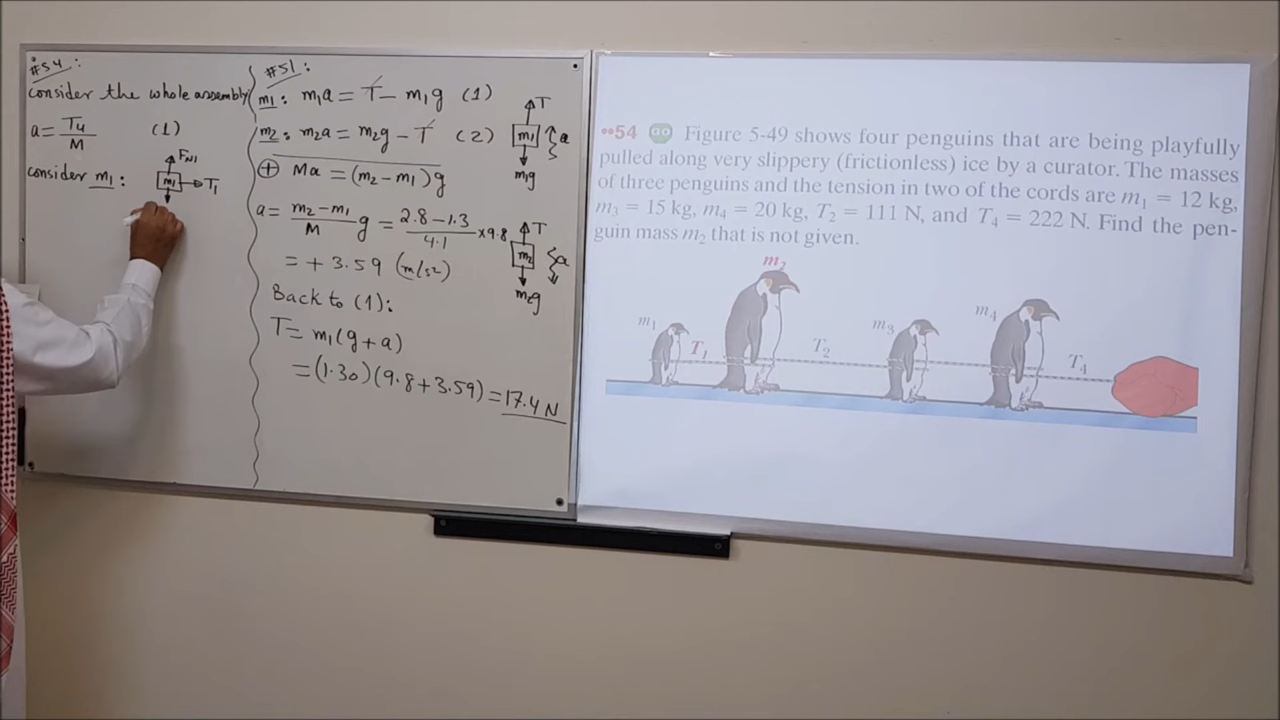 #54:
consider the whole assembly
a = T4/M (1)
FN1
consider m1: m1 T1
#51:
m1: m1a = T – m1g (1)
T
m1 a
m1g
m2: m2a = m2g – T (2)
⊕ Ma = (m2 – m1)g
a = m2 – m1/M g = 2.8 – 1.3/4.1 × 9.8
= + 3.59 (m/s2)
T
m2 a
m2g
Back to (1):
T = m1(g + a)
= (1.30)(9.8 + 3.59) = 17.4 N
••54 GO Figure 5-49 shows four penguins that are being playfully
pulled along very slippery (frictionless) ice by a curator. The masses
of three penguins and the tension in two of the cords are m1 = 12 kg,
m3 = 15 kg, m4 = 20 kg, T2 = 111 N, and T4 = 222 N. Find the pen-
guin mass m2 that is not given.
m1 T1 m2 T2 m3 m4 T4